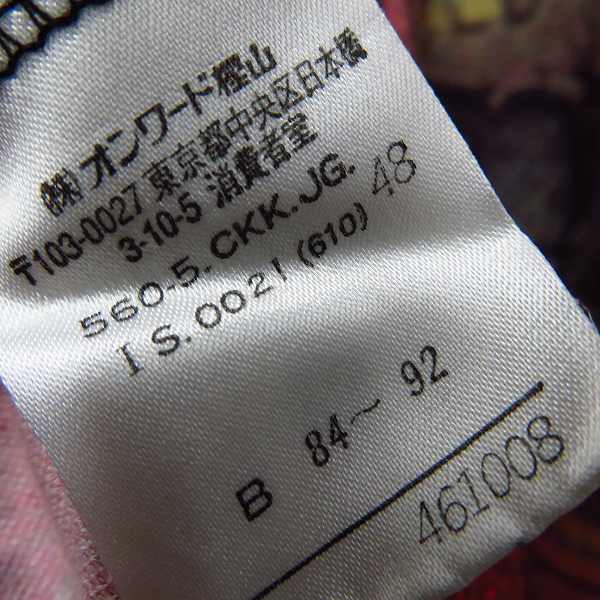 ㈱オンワード樫山
〒103-0027 東京都中央区日本橋
3-10-5 消費者室
560-5.CKK.JG. 48
IS.0021(610)
B 84〜92
461008